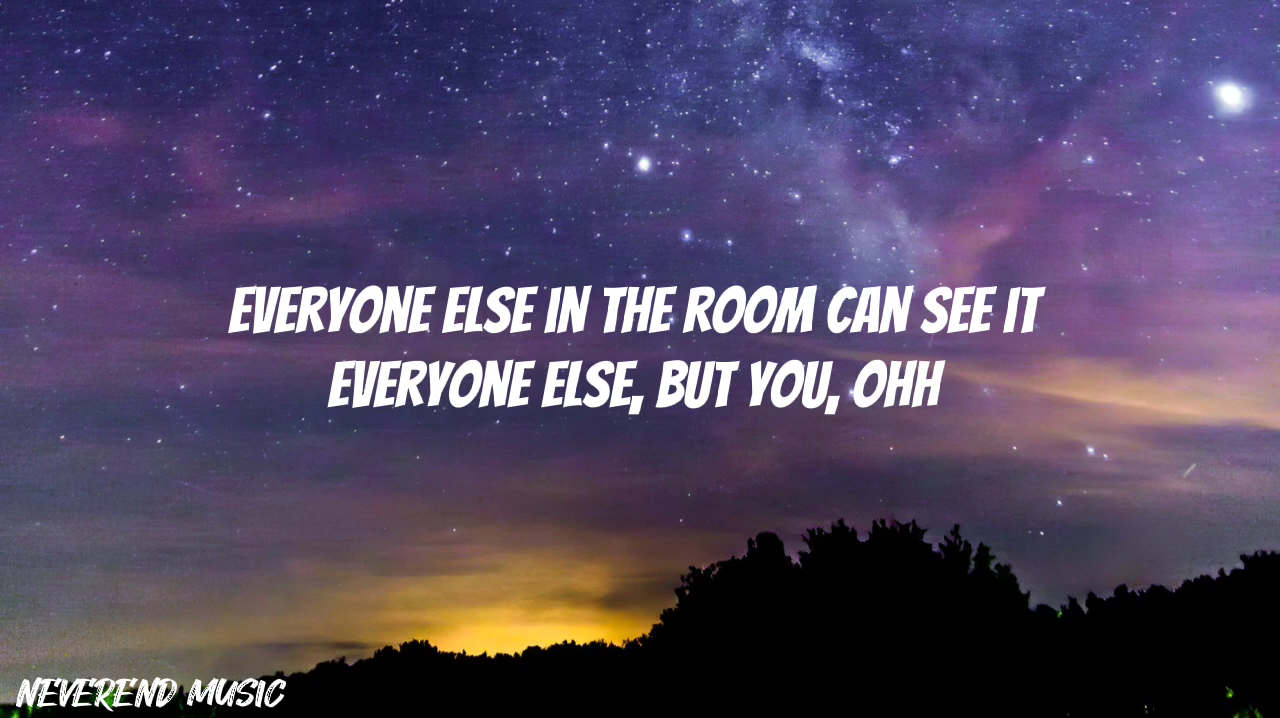 EVERYONE ELSE IN THE ROOM CAN SEE IT
EVERYONE ELSE, BUT YOU, OHH
NEVEREND MUSIC